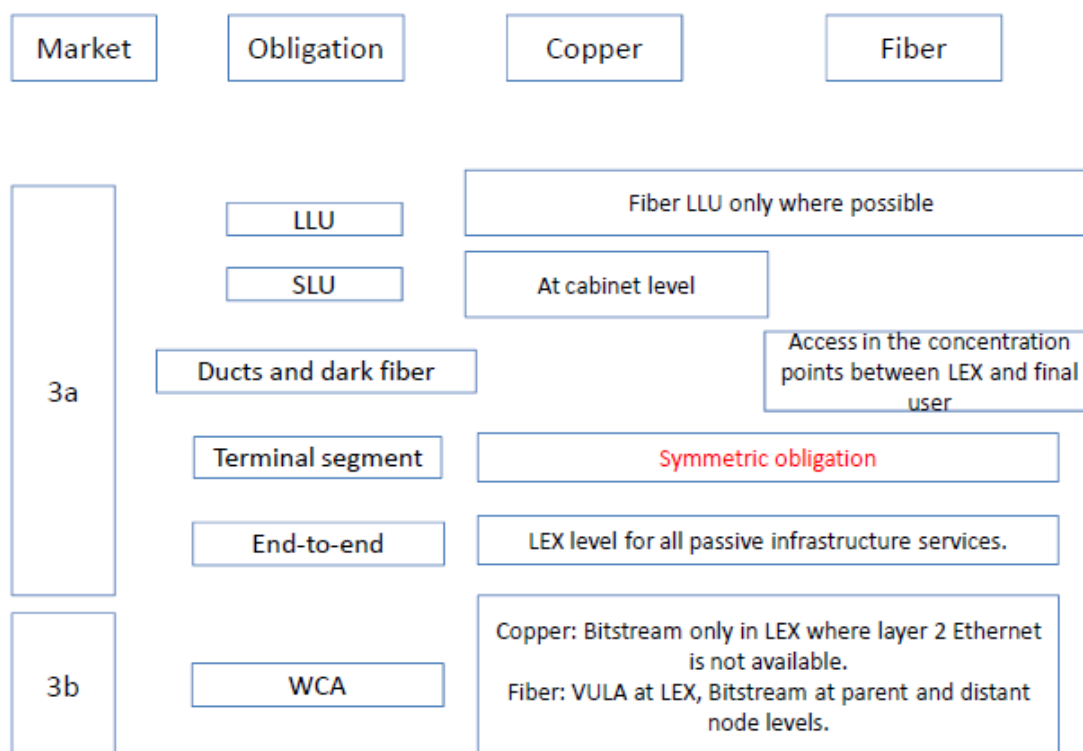 Market
Obligation
Copper
Fiber
3a
LLU
Fiber LLU only where possible
SLU
At cabinet level
Ducts and dark fiber
Access in the concentration
points between LEX and final
user
Terminal segment
Symmetric obligation
End-to-end
LEX level for all passive infrastructure services.
3b
WCA
Copper: Bitstream only in LEX where layer 2 Ethernet
is not available.
Fiber: VULA at LEX, Bitstream at parent and distant
node levels.